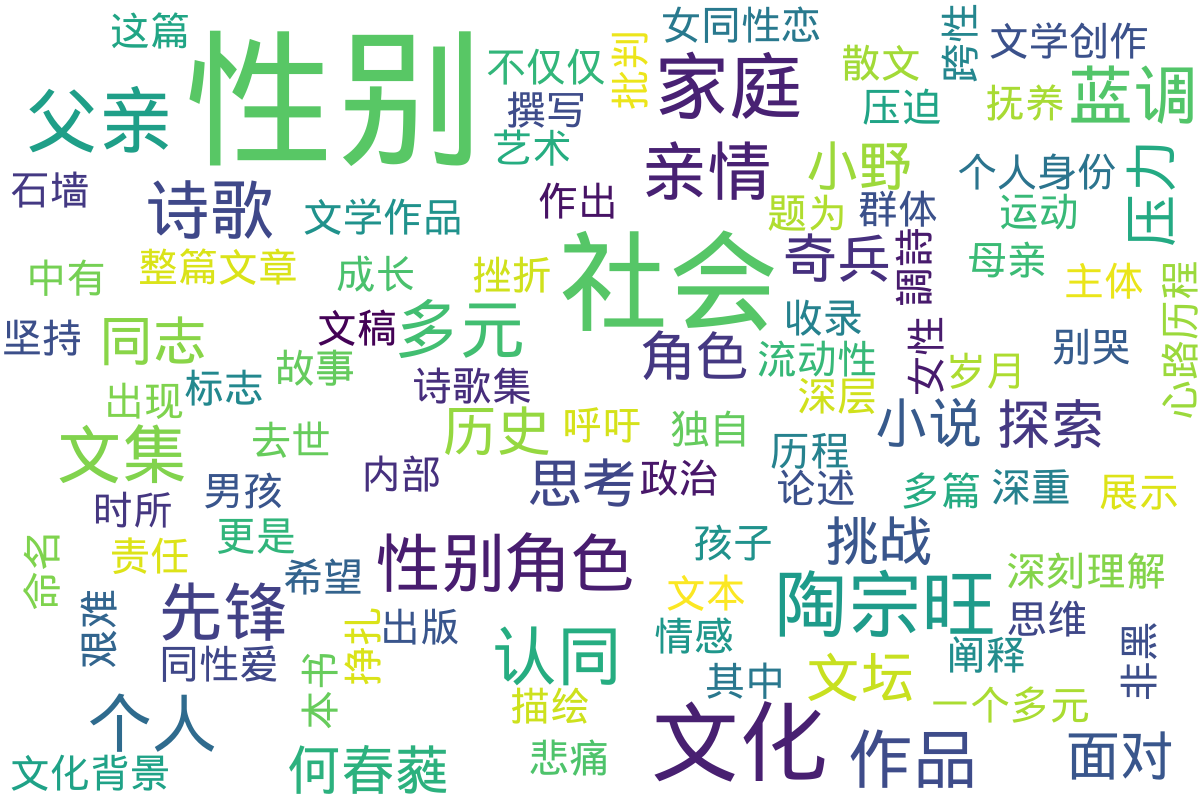 这篇
性别
不仅仅
批判
女同性恋
跨性
文学创作
父亲
撰写
家庭
散文
压迫
抚养
蓝调
艺术
石墙
诗歌
文学作品
作出
亲情
小野
题为
群体
个人身份
运动
压力
中有
整篇文章
成长
挫折
社会
奇兵
調詩
母亲
主体
心路历程
坚持
同志
文稿
多元
角色
收录
流动性
女性
别哭
出现
标志
故事
诗歌集
深层
岁月
文集
去世
历史
呼吁
独自
历程
小说
探索
时所
男孩
内部
思考
政治
论述
多篇
深重
展示
命名
责任
更是
希望
性别角色
孩子
挑战
深刻理解
艰难
先锋
同性爱
挣扎
出版
认同
文本
情感
陶宗旺
思维
阐释
非黑
个人
本书
描绘
其中
文坛
一个多元
文化背景
何春蕤
悲痛
文化
作品
面对